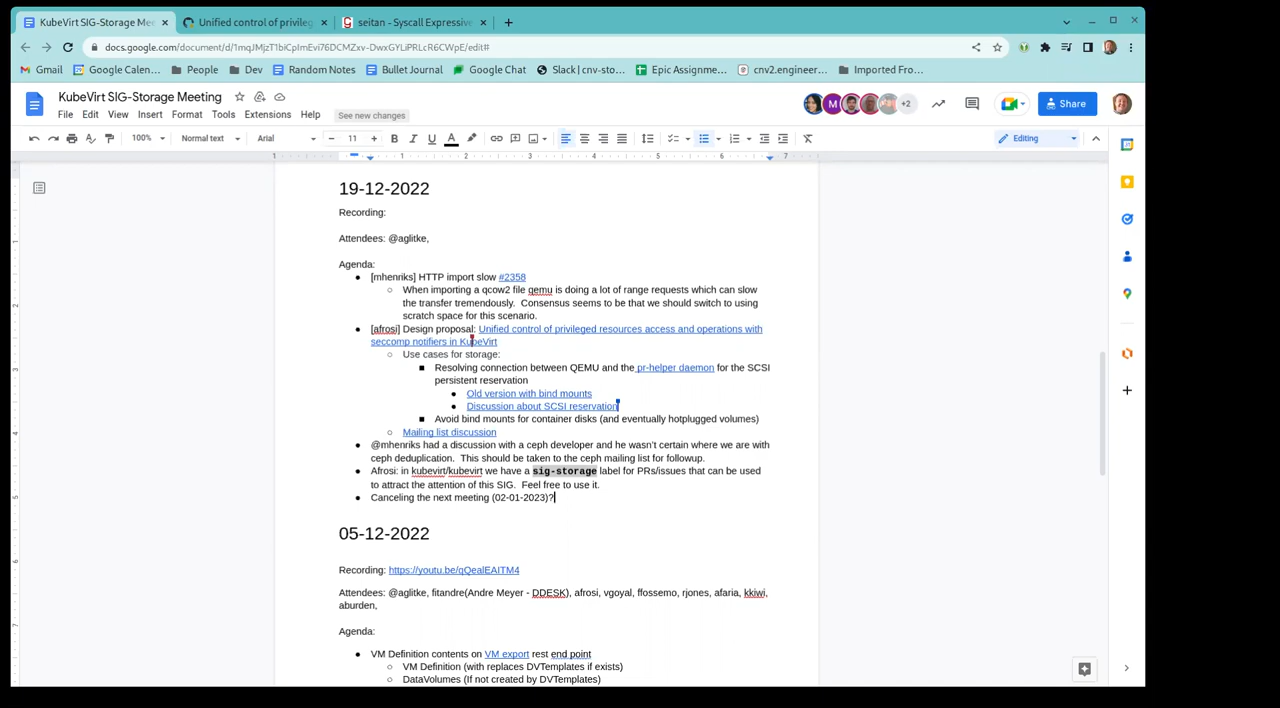 KubeVirt SIG-Storage Mee
Unified control of privileg
seitan - Syscall Expressive
docs.google.com/document/d/1mqJMjzT1biCpImEvi76DCMZxv-DwxGYLiPRLcR6CWpE/edit#
Gmail
Google Calen...
People
Dev
Random Notes
Bullet Journal
Google Chat
Slack | cnv-sto...
Epic Assignme...
cnv2.engineer...
Imported Fro...
KubeVirt SIG-Storage Meeting
M
+2
Share
File Edit View Insert Format Tools Extensions Help See new changes
100% Normal text Arial 11 B I U A Editing
1 1 2 3 4 5 6 7
19-12-2022
Recording:
Attendees: @aglitke,
Agenda:
[mhenriks] HTTP import slow #2358
When importing a qcow2 file qemu is doing a lot of range requests which can slow
the transfer tremendously. Consensus seems to be that we should switch to using
scratch space for this scenario.
[afrosi] Design proposal: Unified control of privileged resources access and operations with
seccomp notifiers in KubeVirt
Use cases for storage:
Resolving connection between QEMU and the pr-helper daemon for the SCSI
persistent reservation
Old version with bind mounts
Discussion about SCSI reservation
Avoid bind mounts for container disks (and eventually hotplugged volumes)
Mailing list discussion
@mhenriks had a discussion with a ceph developer and he wasn't certain where we are with
ceph deduplication. This should be taken to the ceph mailing list for followup.
Afrosi: in kubevirt/kubevirt we have a sig-storage label for PRs/issues that can be used
to attract the attention of this SIG. Feel free to use it.
Canceling the next meeting (02-01-2023)?
05-12-2022
Recording: https://youtu.be/qQealEAITM4
Attendees: @aglitke, fitandre(Andre Meyer - DDESK), afrosi, vgoyal, ffossemo, rjones, afaria, kkiwi,
aburden,
Agenda:
VM Definition contents on VM export rest end point
VM Definition (with replaces DVTemplates if exists)
DataVolumes (If not created by DVTemplates)